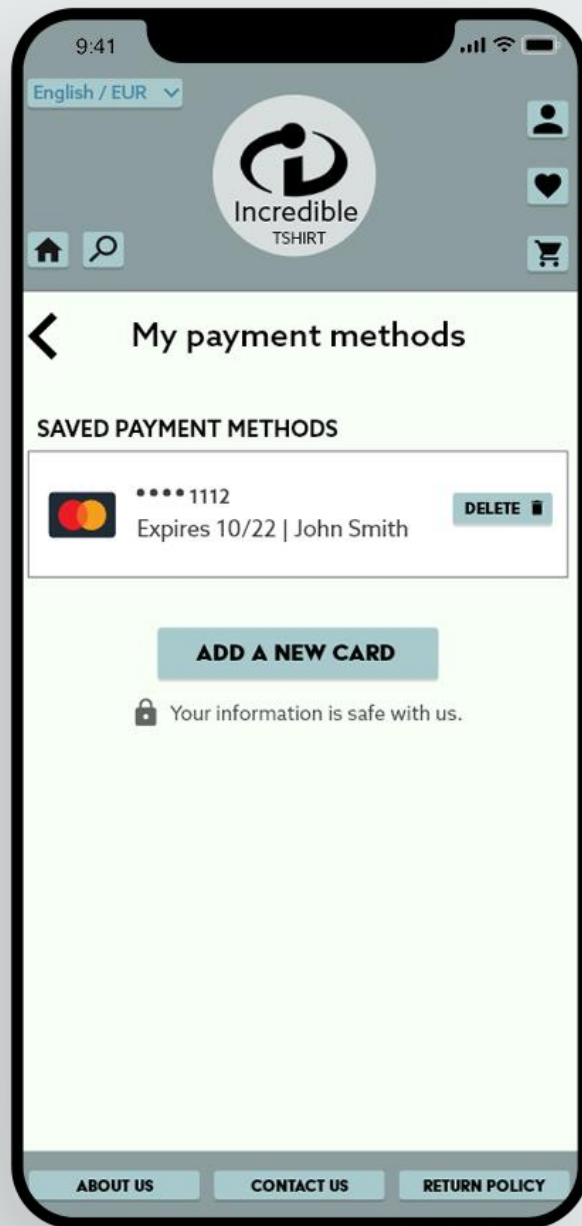 9:41
English / EUR
Incredible
TSHIRT
My payment methods
SAVED PAYMENT METHODS
•••• 1112
Expires 10/22 | John Smith
DELETE
ADD A NEW CARD
Your information is safe with us.
ABOUT US
CONTACT US
RETURN POLICY